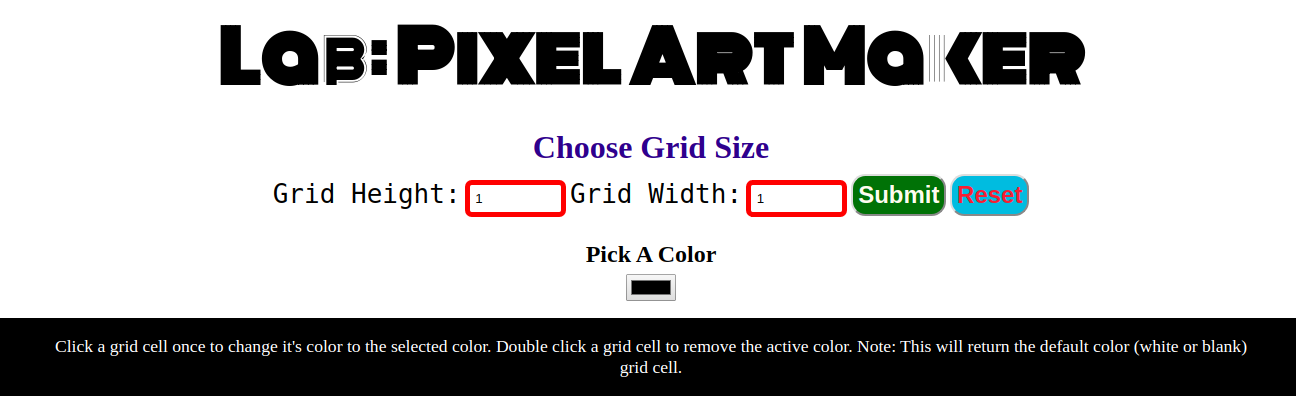 Lab: Pixel Art Maker
Choose Grid Size
Grid Height: 1 Grid Width: 1 Submit Reset
Pick A Color
Click a grid cell once to change it's color to the selected color. Double click a grid cell to remove the active color. Note: This will return the default color (white or blank)
grid cell.